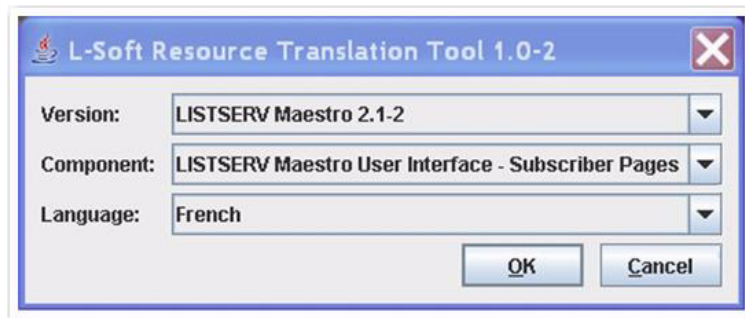 L-Soft Resource Translation Tool 1.0-2
Version: LISTSERV Maestro 2.1-2
Component: LISTSERV Maestro User Interface - Subscriber Pages
Language: French
OK Cancel